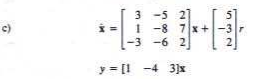 c) ẋ = [3 -5 2; 1 -8 7; -3 -6 2] x + [5; -3; 2] r
y = [1 -4 3]x